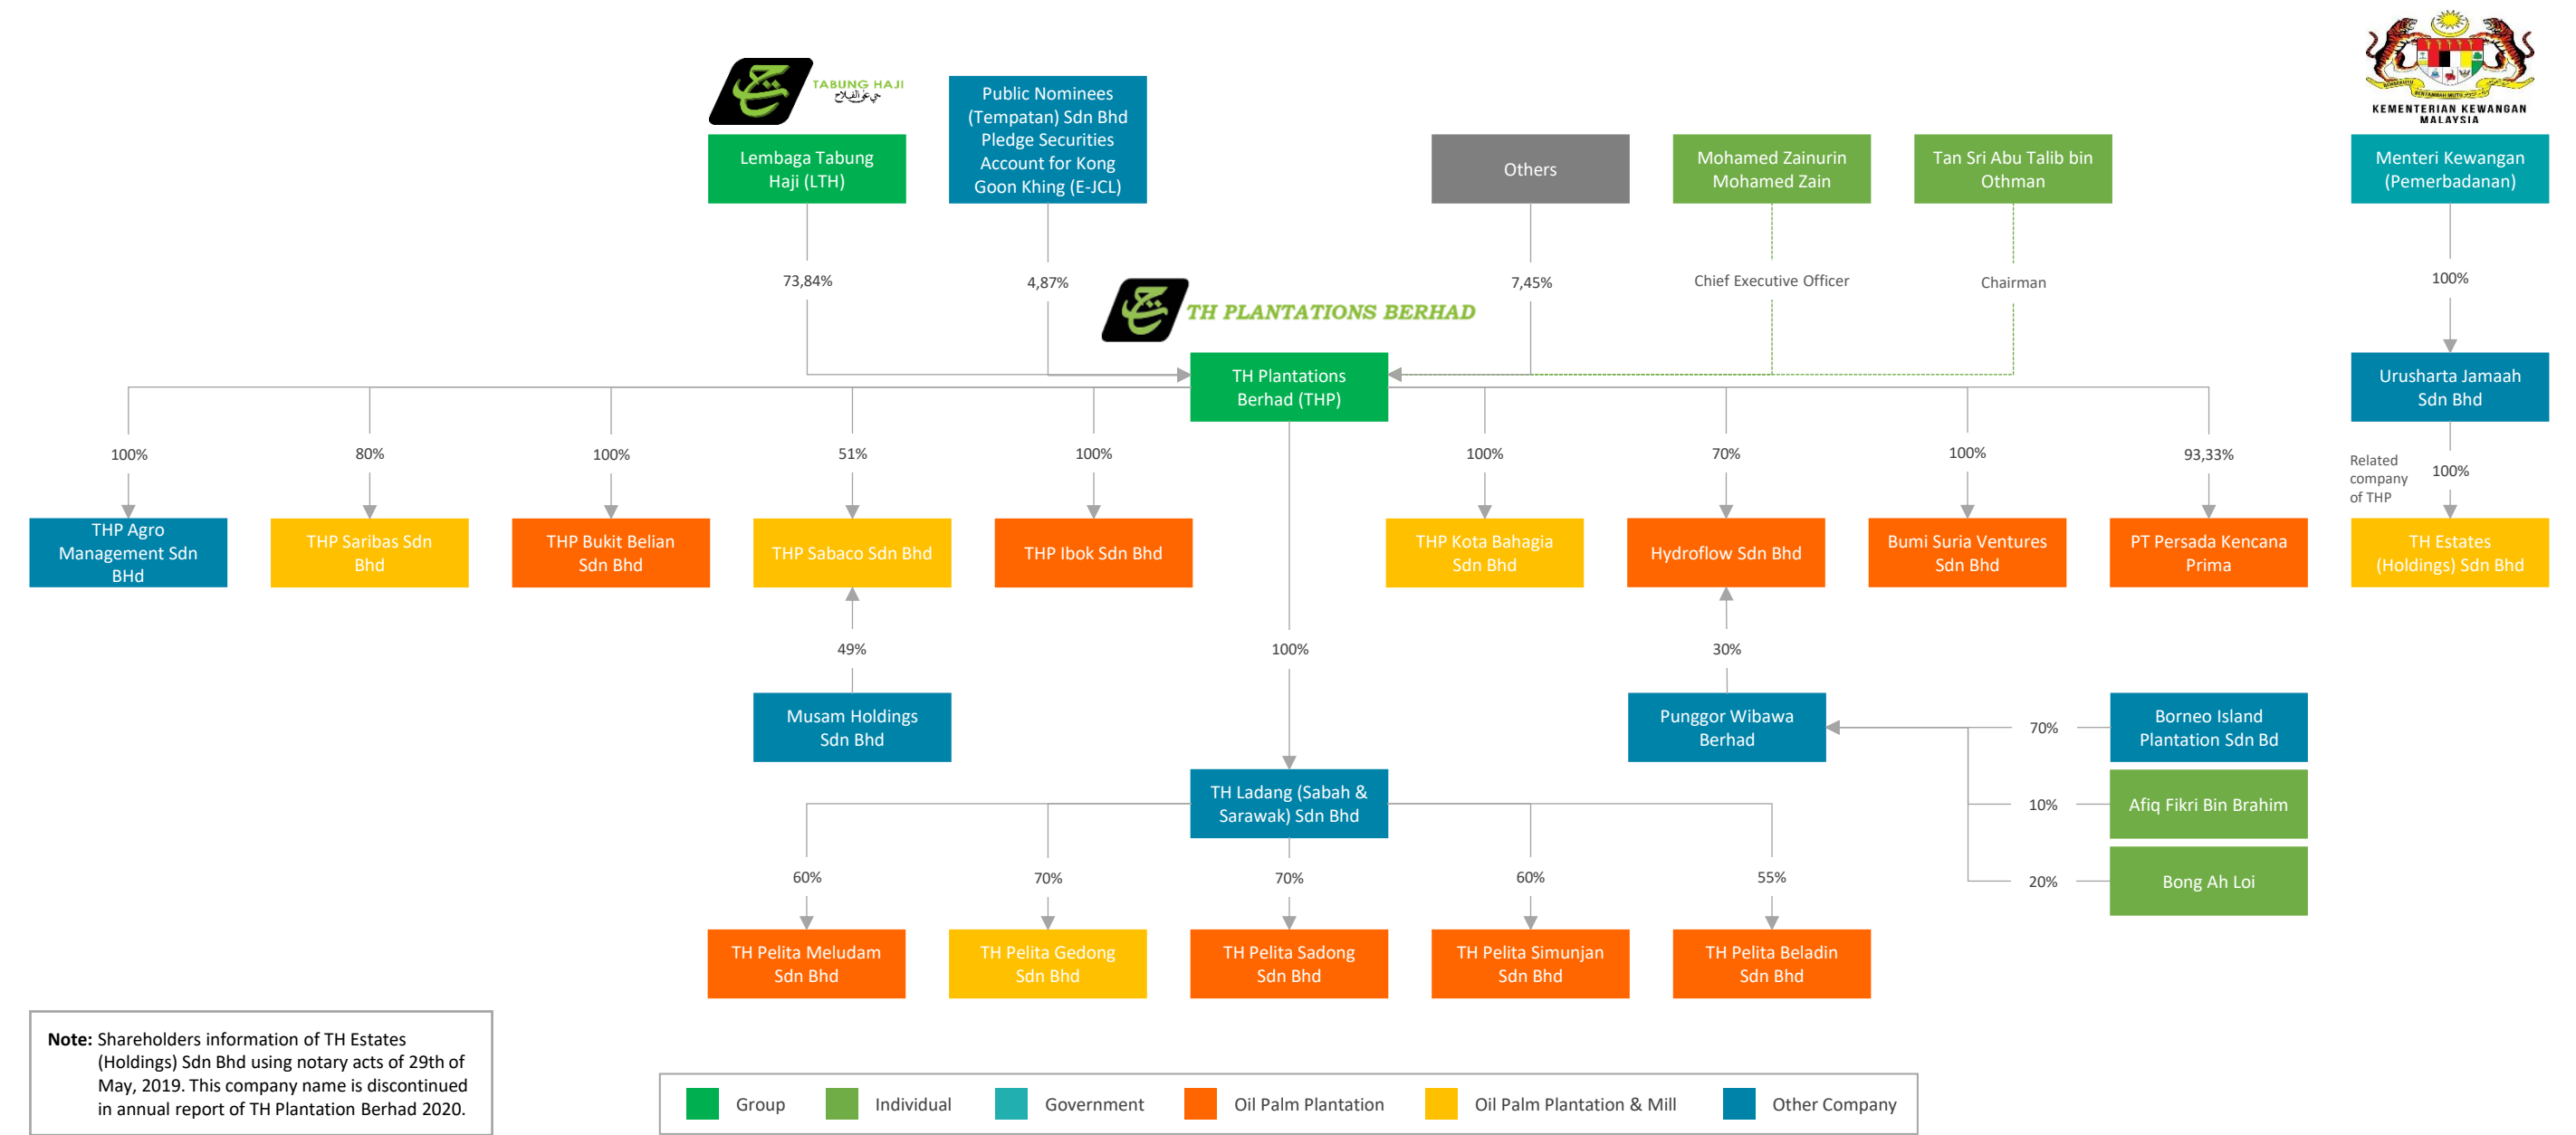 TABUNG HAJI
حي على الفلاح
KEMENTERIAN KEWANGAN
MALAYSIA
Lembaga Tabung
Haji (LTH)
Public Nominees
(Tempatan) Sdn Bhd
Pledge Securities
Account for Kong
Goon Khing (E-JCL)
Others
Mohamed Zainurin
Mohamed Zain
Tan Sri Abu Talib bin
Othman
Menteri Kewangan
(Pemerbadanan)
73,84%
4,87%
7,45%
Chief Executive Officer
Chairman
100%
TH PLANTATIONS BERHAD
TH Plantations
Berhad (THP)
Urusharta Jamaah
Sdn Bhd
100%
80%
100%
51%
100%
100%
70%
100%
93,33%
Related
company
of THP
100%
THP Agro
Management Sdn
BHd
THP Saribas Sdn
Bhd
THP Bukit Belian
Sdn Bhd
THP Sabaco Sdn Bhd
THP Ibok Sdn Bhd
THP Kota Bahagia
Sdn Bhd
Hydroflow Sdn Bhd
Bumi Suria Ventures
Sdn Bhd
PT Persada Kencana
Prima
TH Estates
(Holdings) Sdn Bhd
49%
100%
30%
Musam Holdings
Sdn Bhd
Punggor Wibawa
Berhad
70%
Borneo Island
Plantation Sdn Bd
TH Ladang (Sabah &
Sarawak) Sdn Bhd
10%
Afiq Fikri Bin Brahim
20%
Bong Ah Loi
60%
70%
70%
60%
55%
TH Pelita Meludam
Sdn Bhd
TH Pelita Gedong
Sdn Bhd
TH Pelita Sadong
Sdn Bhd
TH Pelita Simunjan
Sdn Bhd
TH Pelita Beladin
Sdn Bhd
Note: Shareholders information of TH Estates
(Holdings) Sdn Bhd using notary acts of 29th of
May, 2019. This company name is discontinued
in annual report of TH Plantation Berhad 2020.
Group
Individual
Government
Oil Palm Plantation
Oil Palm Plantation & Mill
Other Company